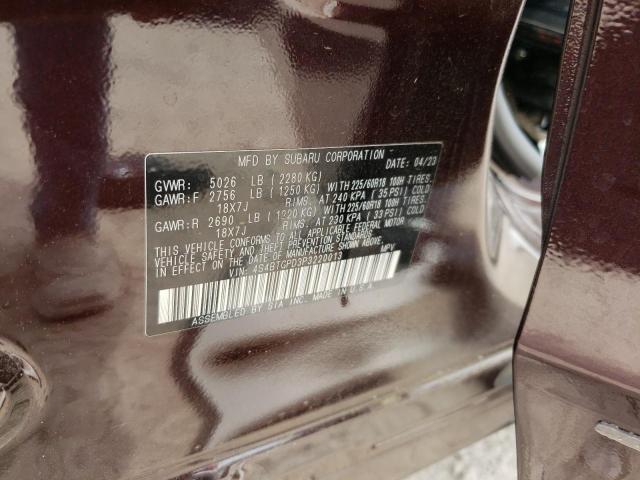 MFD BY SUBARU CORPORATION 04/23
GVWR: 5026 LB (2280 KG)
GAWR:F 2756 LB (1250 KG) WITH 225/60R18 100H TIRES.
18X7J RIMS. AT 240 KPA (35 PSI) COLD
GAWR:R 2690 LB (1220 KG) WITH 225/60R18 100H TIRES.
18X7J RIMS. AT 230 KPA (33 PSI) COLD
THIS VEHICLE CONFORMS TO ALL APPLICABLE FEDERAL MOTOR
VEHICLE SAFETY AND THEFT PREVENTION STANDARDS
IN EFFECT ON THE DATE OF MANUFACTURE SHOWN ABOVE.
VIN: 4S4BTGPD3P3220013 MPV
ASSEMBLED BY SIA INC. MADE IN U.S.A